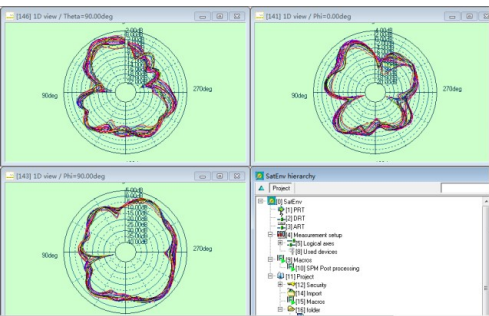 [146] 1D view / Theta=90.00deg
90deg
270deg
[141] 1D view / Phi=0.00deg
90deg
270deg
[143] 1D view / Phi=90.00deg
90deg
270deg
SatEnv hierarchy
Project
[0] SatEnv
[1] PRT
[2] DRT
[3] ART
[4] Measurement setup
[5] Logical axes
[8] Used devices
[9] Macros
[10] SPM Port processing
[11] Project
[12] Security
[14] Import
[15] Macros
[16] folder